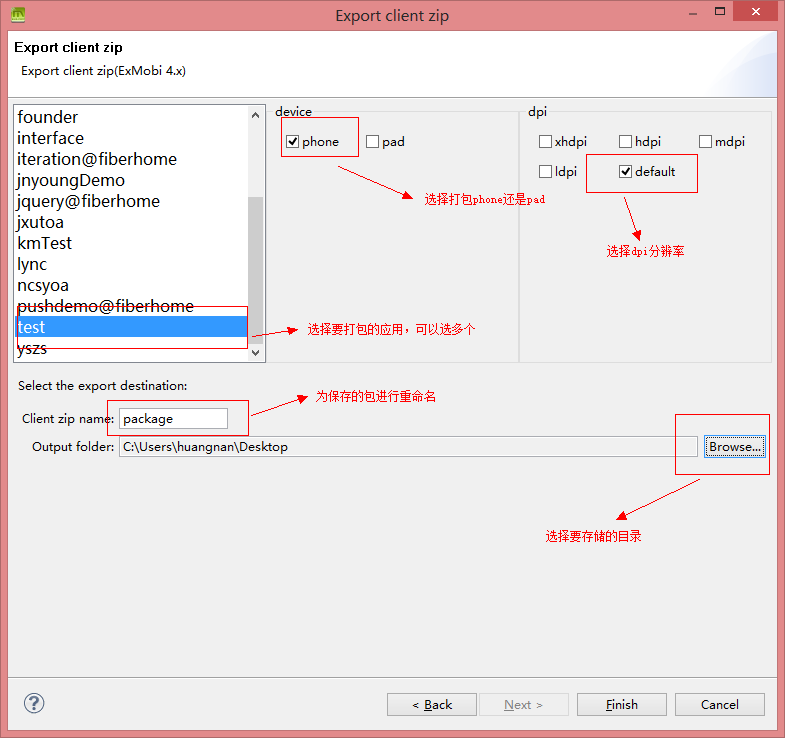 Export client zip
Export client zip
Export client zip(ExMobi 4.x)
founder
interface
iteration@fiberhome
jnyoungDemo
jquery@fiberhome
jxutoa
kmTest
lync
ncsyoa
pushdemo@fiberhome
test
yszs
device
phone pad
选择打包phone还是pad
dpi
xhdpi hdpi mdpi
ldpi default
选择dpi分辨率
选择要打包的应用，可以选多个
Select the export destination:
为保存的包进行重命名
Client zip name: package
Output folder: C:\Users\huangnan\Desktop Browse...
选择要存储的目录
? < Back Next > Finish Cancel